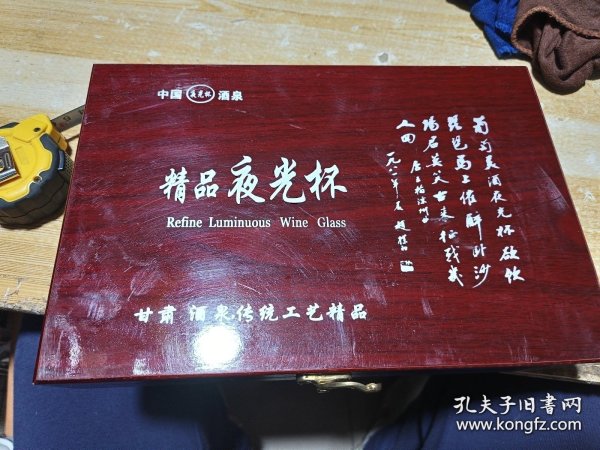 中国 夜光杯 酒泉
精品夜光杯
Refine Luminuous Wine Glass
甘肃 酒泉传统工艺精品
葡萄美酒夜光杯欲饮
琵琶马上催醉卧沙
场君莫笑古来征战几
人回
孔夫子旧书网
www.kongfz.com